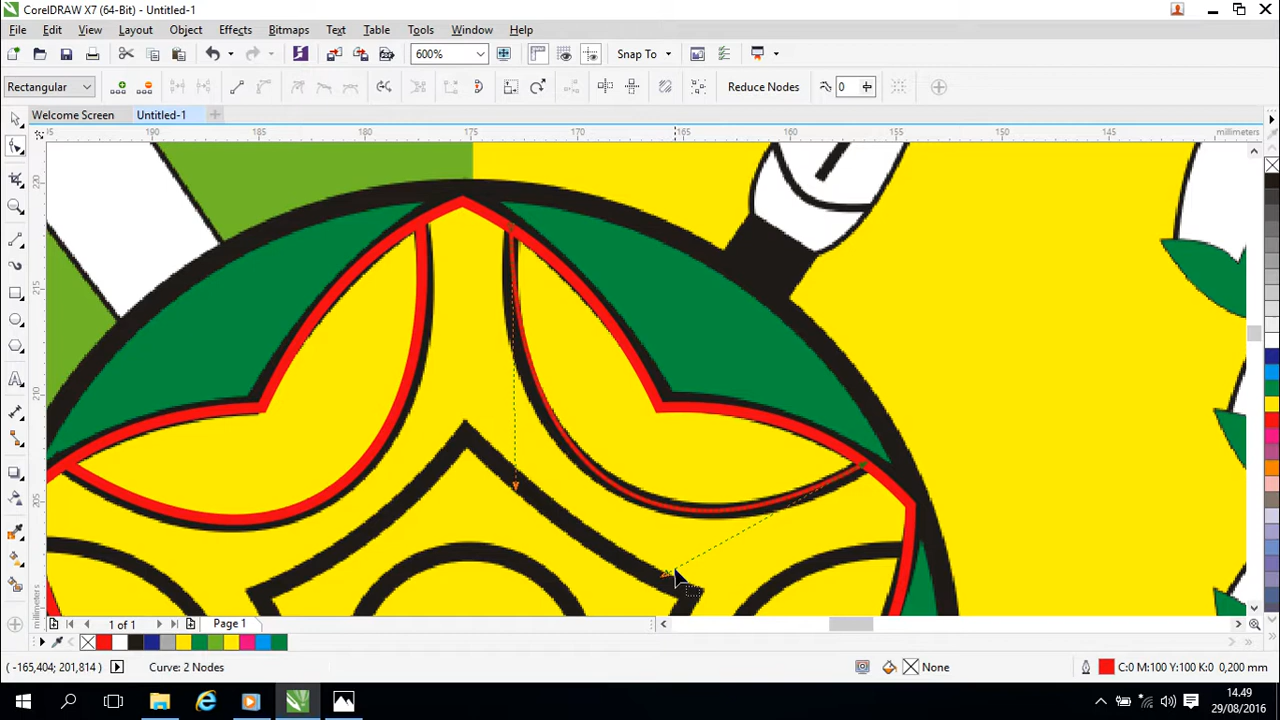 CorelDRAW X7 (64-Bit) - Untitled-1
File Edit View Layout Object Effects Bitmaps Text Table Tools Window Help
600% Snap To
Rectangular Reduce Nodes 0
Welcome Screen Untitled-1
190 185 180 175 170 165 160 155 150 145 millimeters
220
215
210
205
millimeters
1 of 1 Page 1
(-165,404; 201,814) Curve: 2 Nodes None C:0 M:100 Y:100 K:0 0,200 mm
14.49
29/08/2016